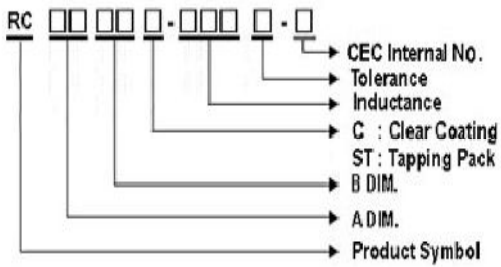 RC □□ □□ □-□□□ □-□
CEC Internal No.
Tolerance
Inductance
C : Clear Coating
ST : Tapping Pack
B DIM.
A DIM.
Product Symbol